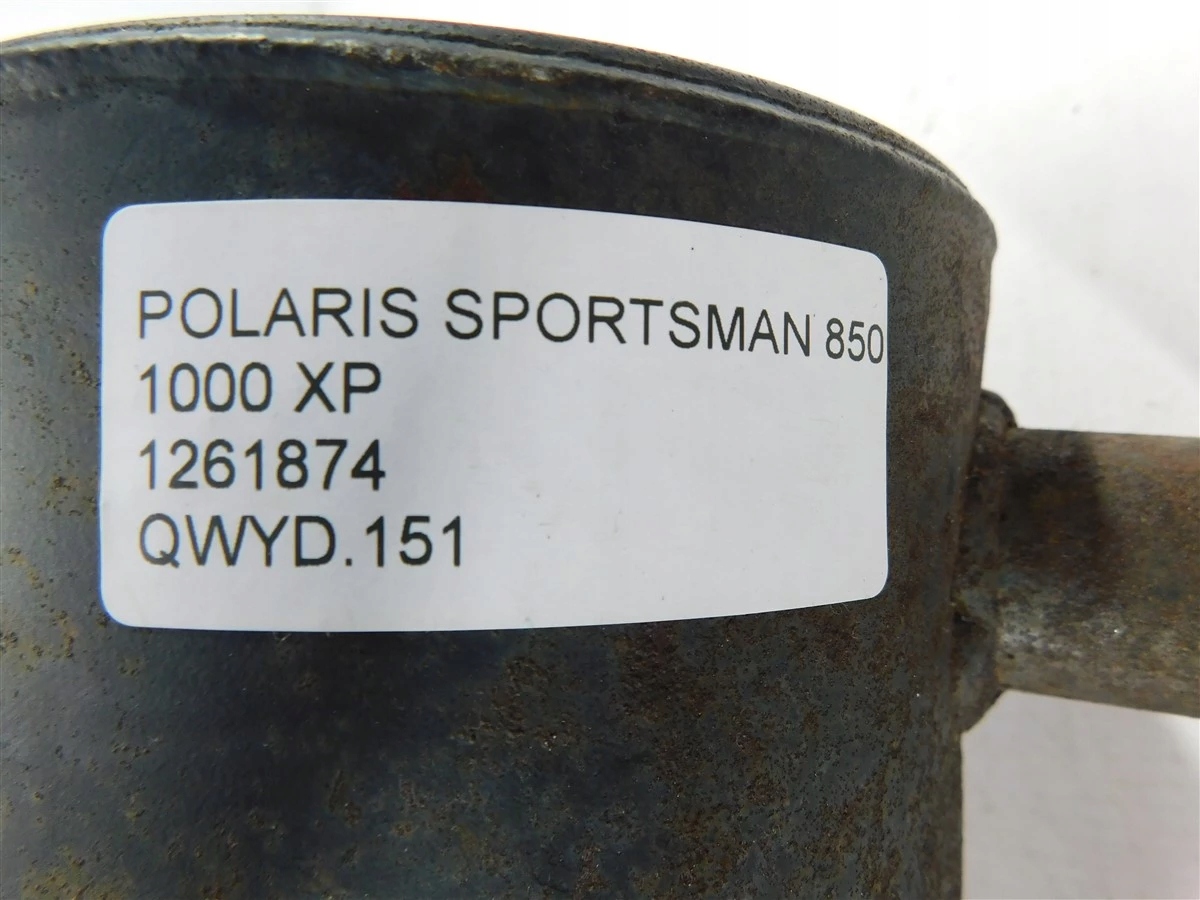 POLARIS SPORTSMAN 850
1000 XP
1261874
QWYD.151